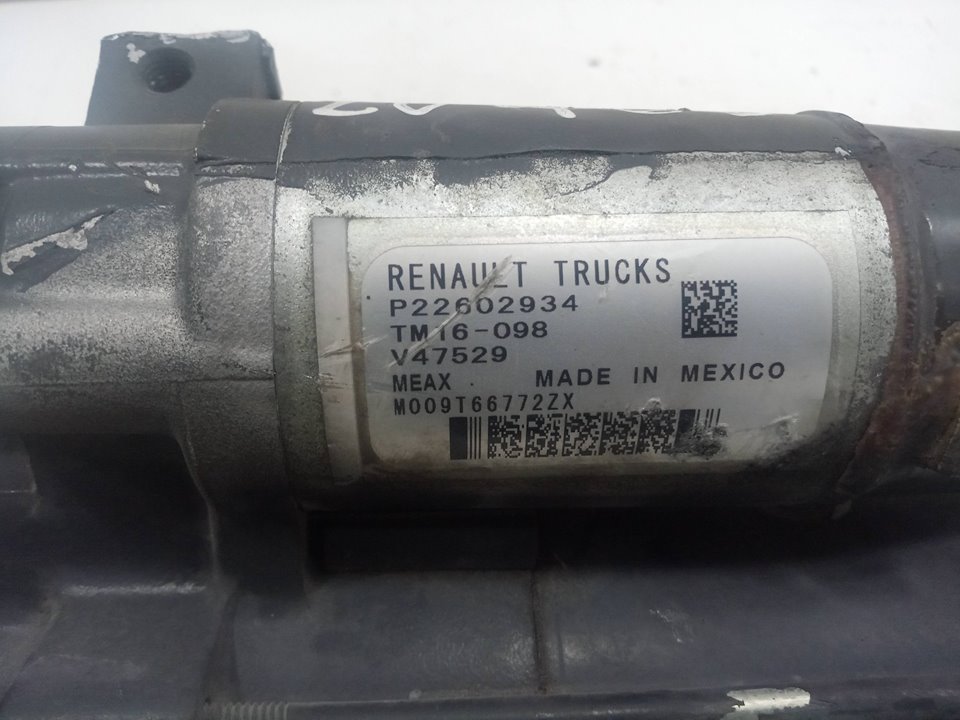 RENAULT TRUCKS
P22602934
TM16-098
V47529
MEAX MADE IN MEXICO
M009T66772ZX